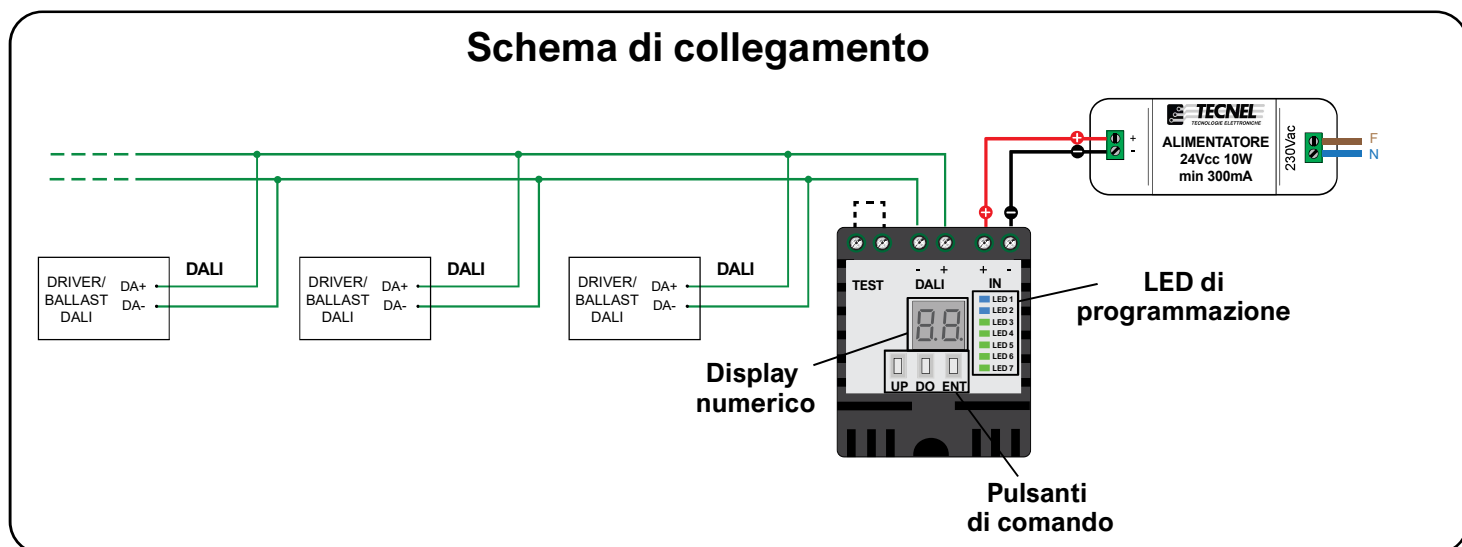 Schema di collegamento
TECNEL
TECNOLOGIE ELETTRONICHE
ALIMENTATORE
24Vcc 10W
min 300mA
+
-
230Vac
F
N
+
-
+
-
DRIVER/
BALLAST
DALI
DA+
DA-
DALI
DRIVER/
BALLAST
DALI
DA+
DA-
DALI
DRIVER/
BALLAST
DALI
DA+
DA-
DALI
- + + -
TEST DALI IN
LED 1
LED 2
LED 3
LED 4
LED 5
LED 6
LED 7
8.8.
UP DO ENT
LED di
programmazione
Display
numerico
Pulsanti
di comando